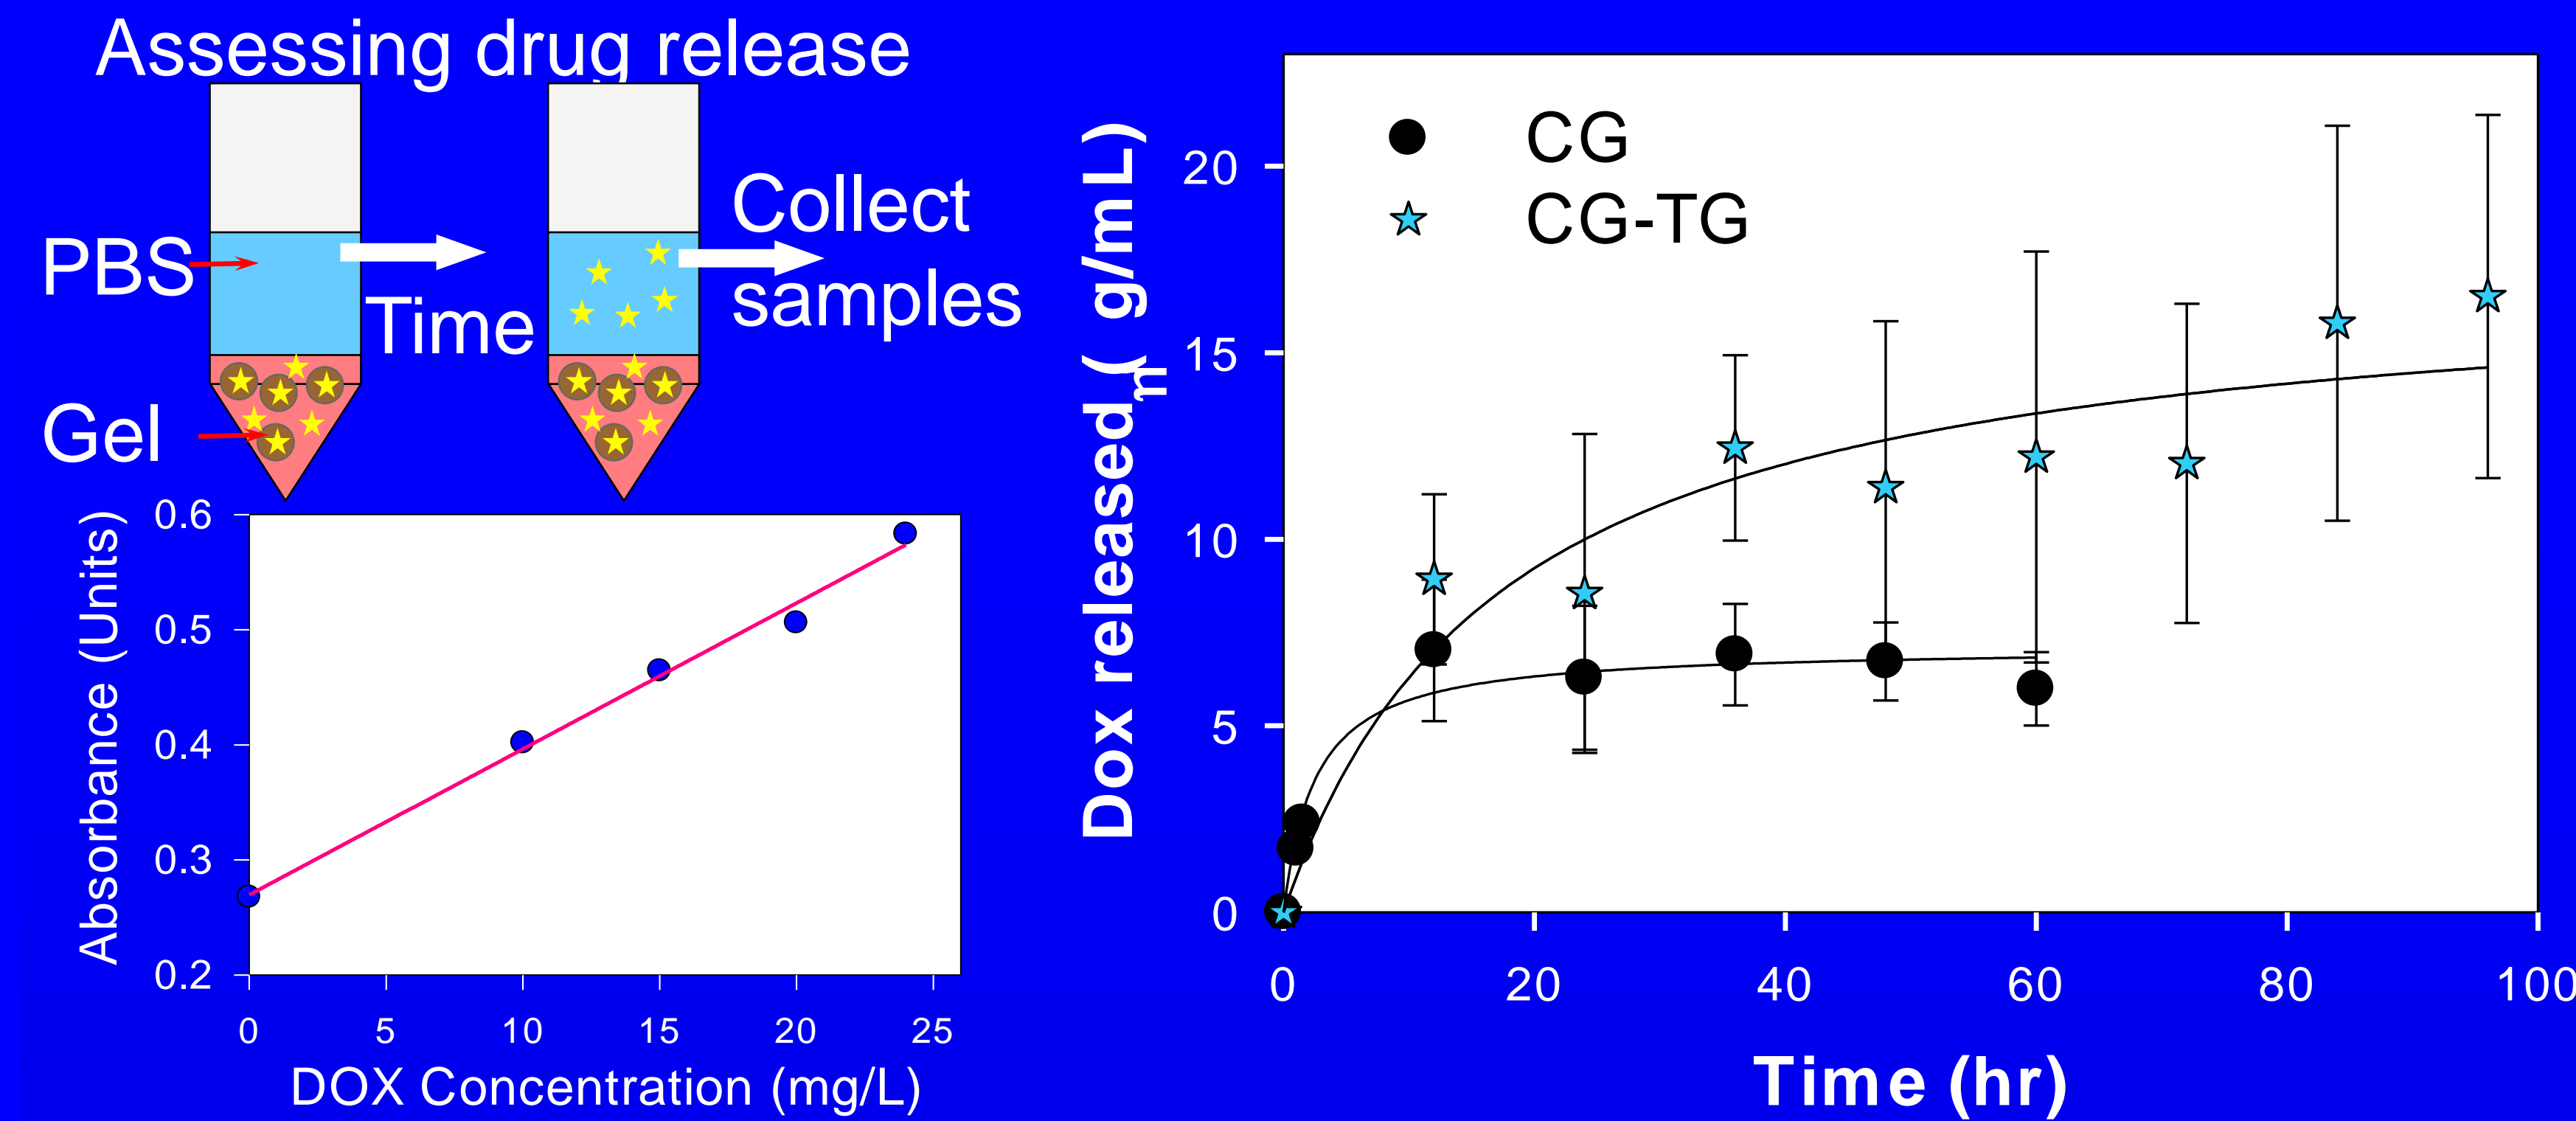 Assessing drug release
PBS
Time
Collect
samples
Gel
Absorbance (Units)
0.6
0.5
0.4
0.3
0.2
0 5 10 15 20 25
DOX Concentration (mg/L)
Dox released ( g/mL)
m
20
15
10
5
0
CG
CG-TG
0 20 40 60 80 100
Time (hr)